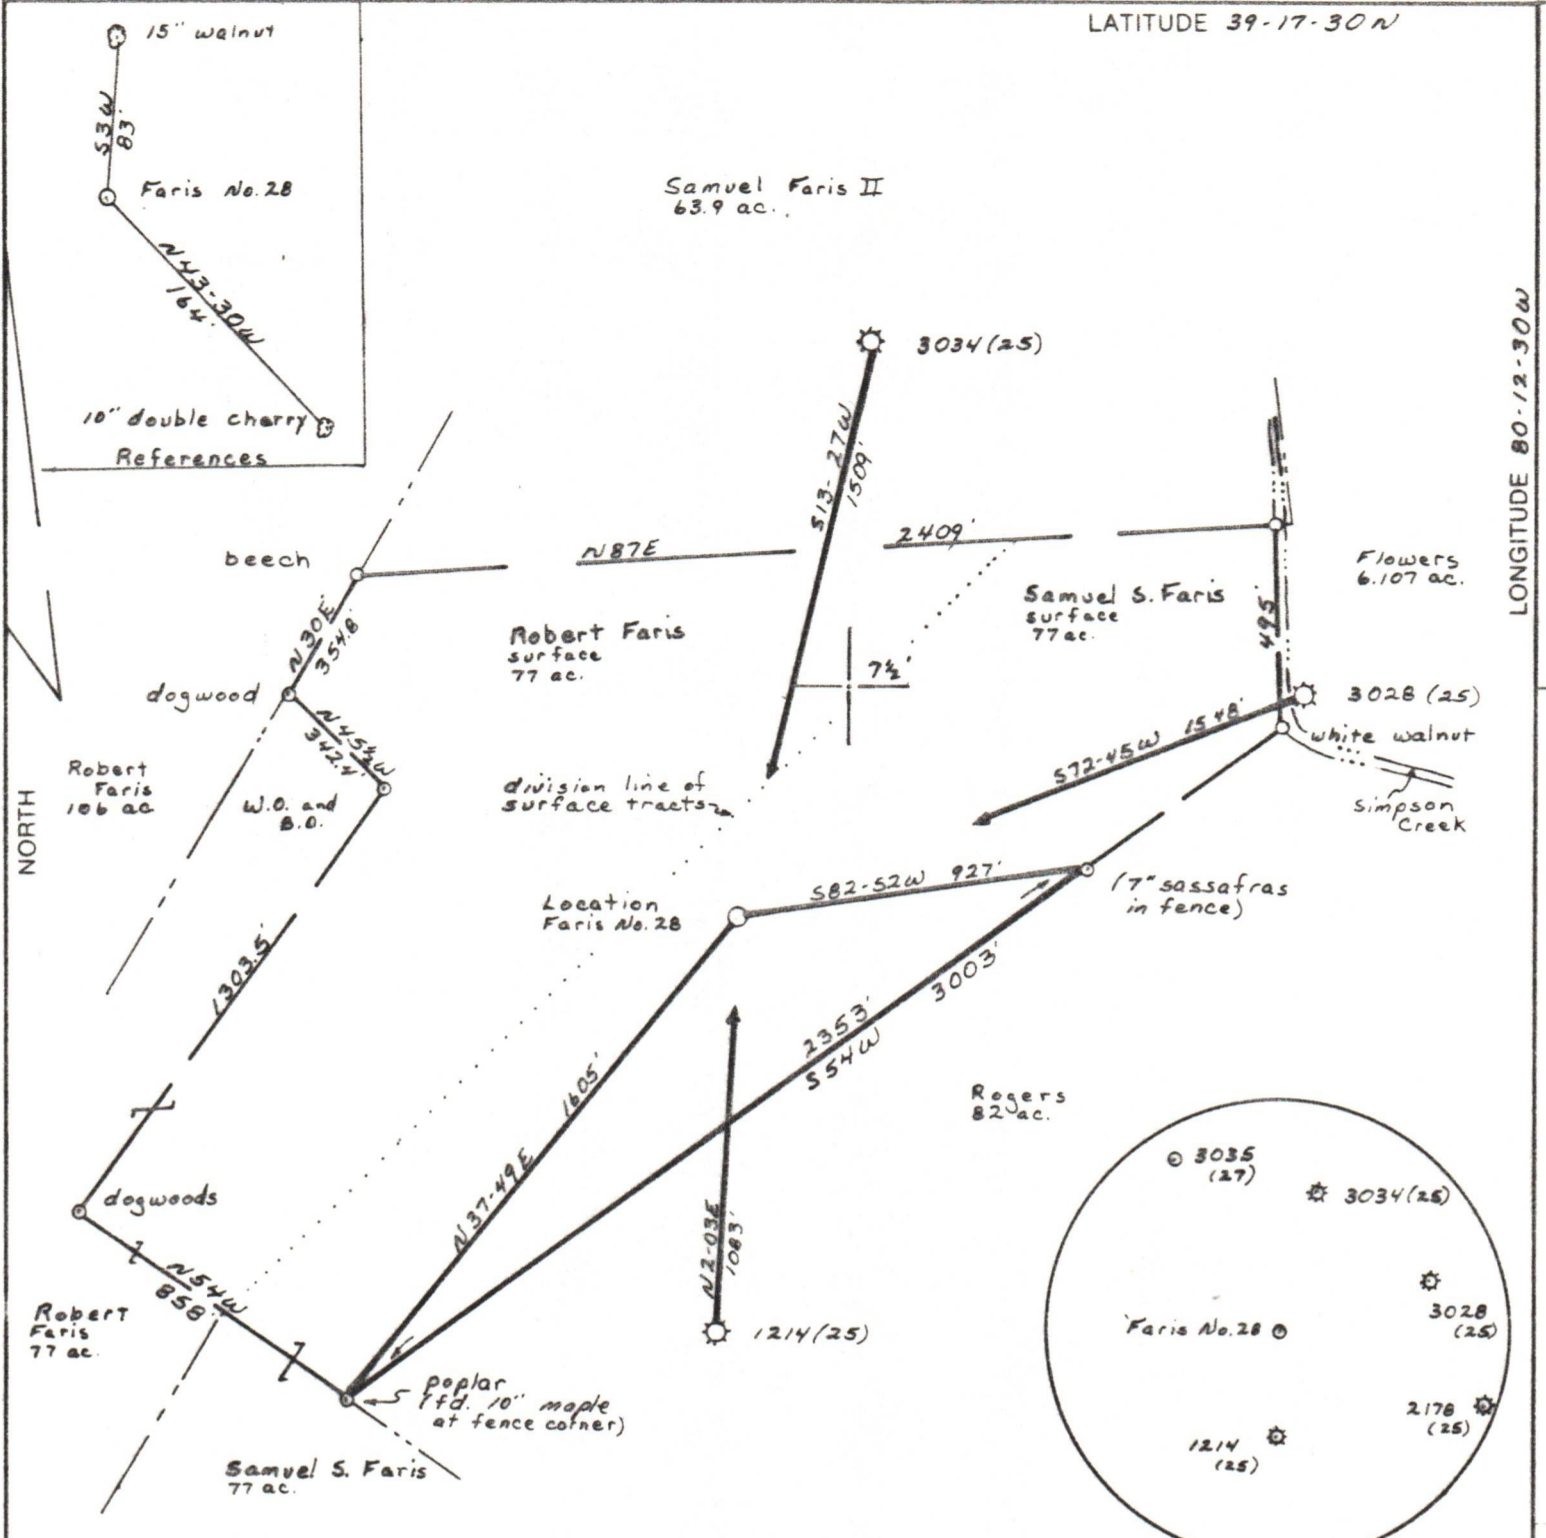 LATITUDE 39-17-30 N
15" walnut
S3W
83'
Faris No. 28
N43-30W
164'
10" double cherry
References
Samuel Faris II
63.9 ac.
3034 (25)
S13-27W
1509'
LONGITUDE 80-12-30 W
beech
N87E
2409'
Flowers
6.107 ac.
N30E
354.8'
Robert Faris
surface
77 ac.
Samuel S. Faris
surface
77 ac.
495'
7½'
dogwood
N45½W
342.4'
3028 (25)
white walnut
S72-45W 1548'
Robert
Faris
106 ac
W.O. and
B.O.
division line of
surface tracts
Simpson
Creek
NORTH
S82-52W 927'
(7" sassafras
in fence)
Location
Faris No. 28
1303.5'
3003'
2353'
S54W
1605'
N37-49E
Rogers
82 ac.
dogwoods
N54W
858'
N2-03E
1083'
1214 (25)
Robert
Faris
77 ac.
poplar
(fd. 10" maple
at fence corner)
Samuel S. Faris
77 ac.
3035
(27)
3034 (25)
3028
(25)
Faris No. 28
2178
(25)
1214
(25)